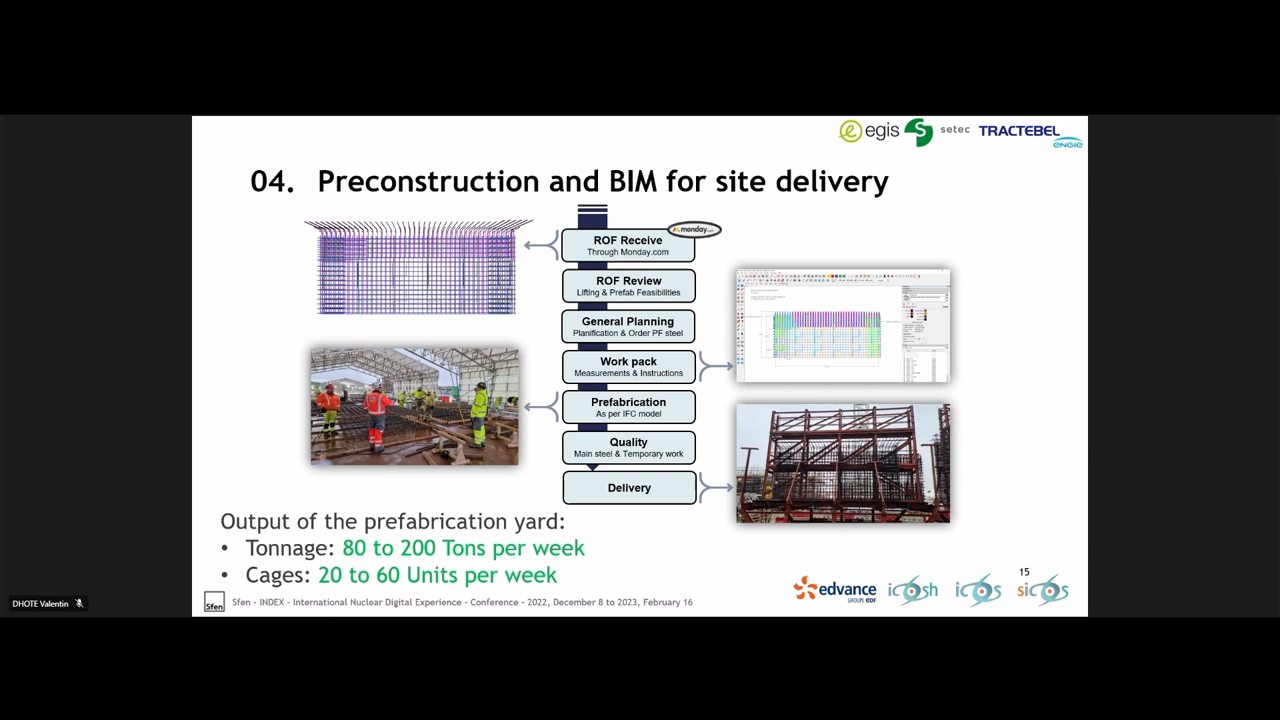 egis
setec
TRACTEBEL
ENGIE
04. Preconstruction and BIM for site delivery
monday.com
ROF Receive
Through Monday.com
ROF Review
Lifting & Prefab Feasibilities
General Planning
Planification & Order PF steel
Work pack
Measurements & Instructions
Prefabrication
As per IFC model
Quality
Main steel & Temporary work
Delivery
Output of the prefabrication yard:
• Tonnage: 80 to 200 Tons per week
• Cages: 20 to 60 Units per week
15
edvance
GROUPE EDF
icosh
icos
sicos
Sfen
Sfen - INDEX - International Nuclear Digital Experience - Conference - 2022, December 8 to 2023, February 16
DHOTE Valentin